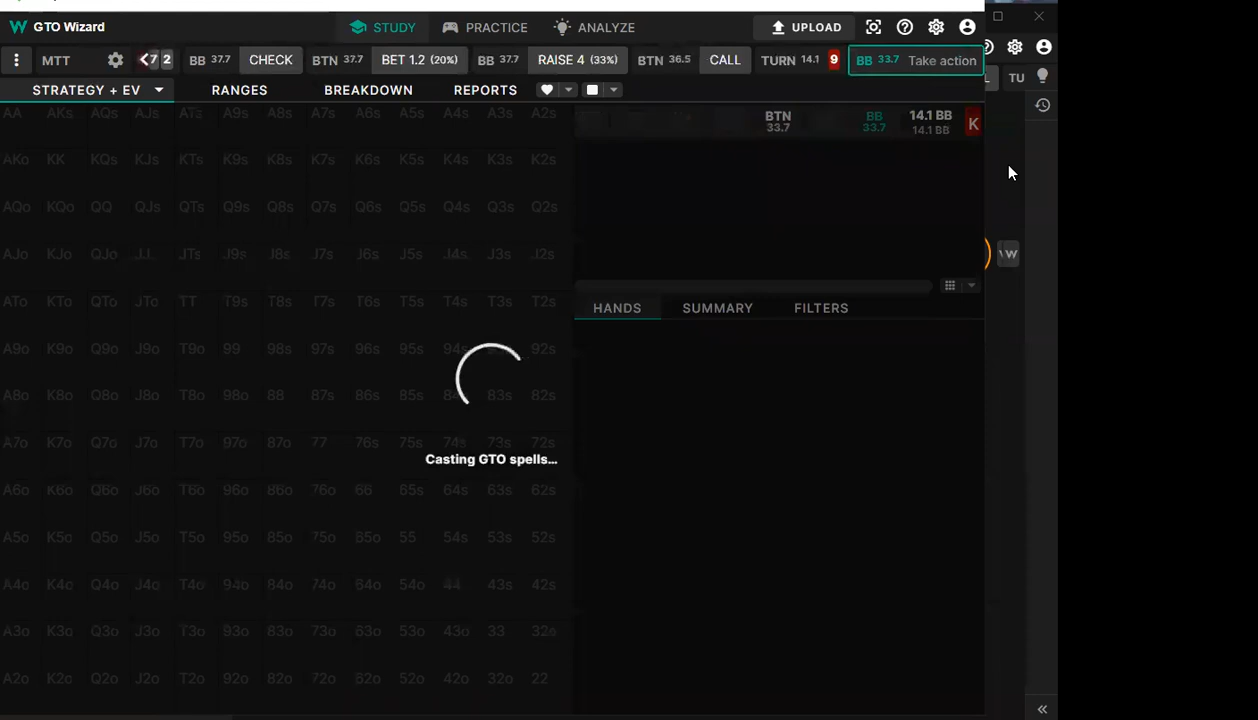 GTO Wizard
STUDY
PRACTICE
ANALYZE
UPLOAD
MTT
7 2
BB 37.7 CHECK
BTN 37.7 BET 1.2 (20%)
BB 37.7 RAISE 4 (33%)
BTN 36.5 CALL
TURN 14.1 9
BB 33.7 Take action
TU
STRATEGY + EV
RANGES
BREAKDOWN
REPORTS
BTN 33.7
BB 33.7
14.1 BB
14.1 BB
K
W
HANDS
SUMMARY
FILTERS
AA AKs AQs AJs ATs A9s A8s A7s A6s A5s A4s A3s A2s
AKo KK KQs KJs KTs K9s K8s K7s K6s K5s K4s K3s K2s
AQo KQo QQ QJs QTs Q9s Q8s Q7s Q6s Q5s Q4s Q3s Q2s
AJo KJo QJo JJ JTs J9s J8s J7s J6s J5s J4s J3s J2s
ATo KTo QTo JTo TT T9s T8s T7s T6s T5s T4s T3s T2s
A9o K9o Q9o J9o T9o 99 98s 97s 96s 95s 94s 92s
A8o K8o Q8o J8o T8o 98o 88 87s 86s 85s 84s 83s 82s
A7o K7o Q7o J7o T7o 97o 87o 77 76s 75s 74s 73s 72s
Casting GTO spells...
A6o K6o Q6o J6o T6o 96o 86o 76o 66 65s 64s 63s 62s
A5o K5o Q5o J5o T5o 95o 85o 75o 65o 55 54s 53s 52s
A4o K4o Q4o J4o T4o 94o 84o 74o 64o 54o 44 43s 42s
A3o K3o Q3o J3o T3o 93o 83o 73o 63o 53o 43o 33 32s
A2o K2o Q2o J2o T2o 92o 82o 72o 62o 52o 42o 32o 22